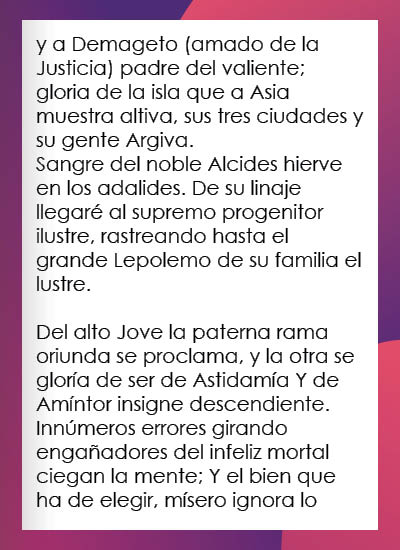 y a Demageto (amado de la
Justicia) padre del valiente;
gloria de la isla que a Asia
muestra altiva, sus tres ciudades y
su gente Argiva.
Sangre del noble Alcides hierve
en los adalides. De su linaje
llegaré al supremo progenitor
ilustre, rastreando hasta el
grande Lepolemo de su familia el
lustre.

Del alto Jove la paterna rama
oriunda se proclama, y la otra se
gloría de ser de Astidamía Y de
Amíntor insigne descendiente.
Innúmeros errores girando
engañadores del infeliz mortal
ciegan la mente; Y el bien que
ha de elegir, mísero ignora lo